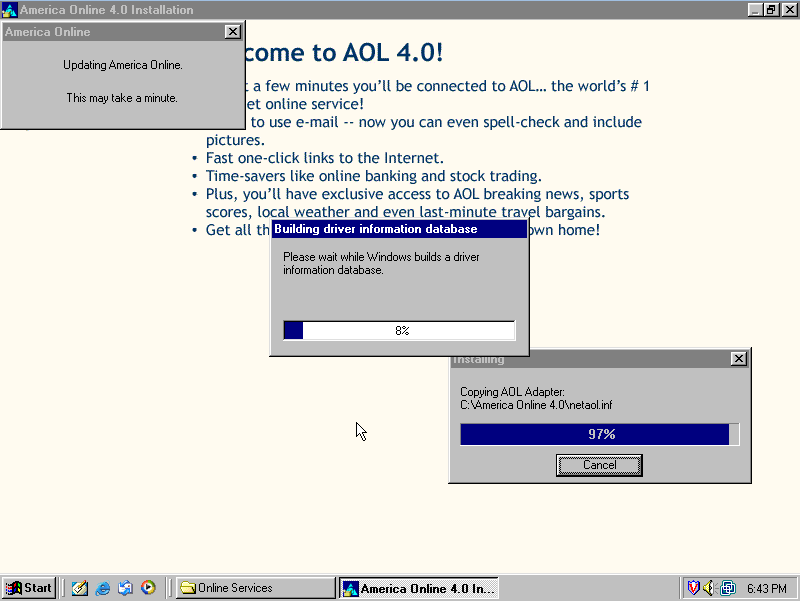 America Online 4.0 Installation
America Online
Updating America Online.
This may take a minute.
come to AOL 4.0!
a few minutes you'll be connected to AOL… the world's # 1
et online service!
to use e-mail -- now you can even spell-check and include
pictures.
• Fast one-click links to the Internet.
• Time-savers like online banking and stock trading.
• Plus, you'll have exclusive access to AOL breaking news, sports
scores, local weather and even last-minute travel bargains.
• Get all th
own home!
Building driver information database
Please wait while Windows builds a driver
information database.
8%
Installing
Copying AOL Adapter:
C:\America Online 4.0\netaol.inf
97%
Cancel
Start
Online Services
America Online 4.0 In...
6:43 PM